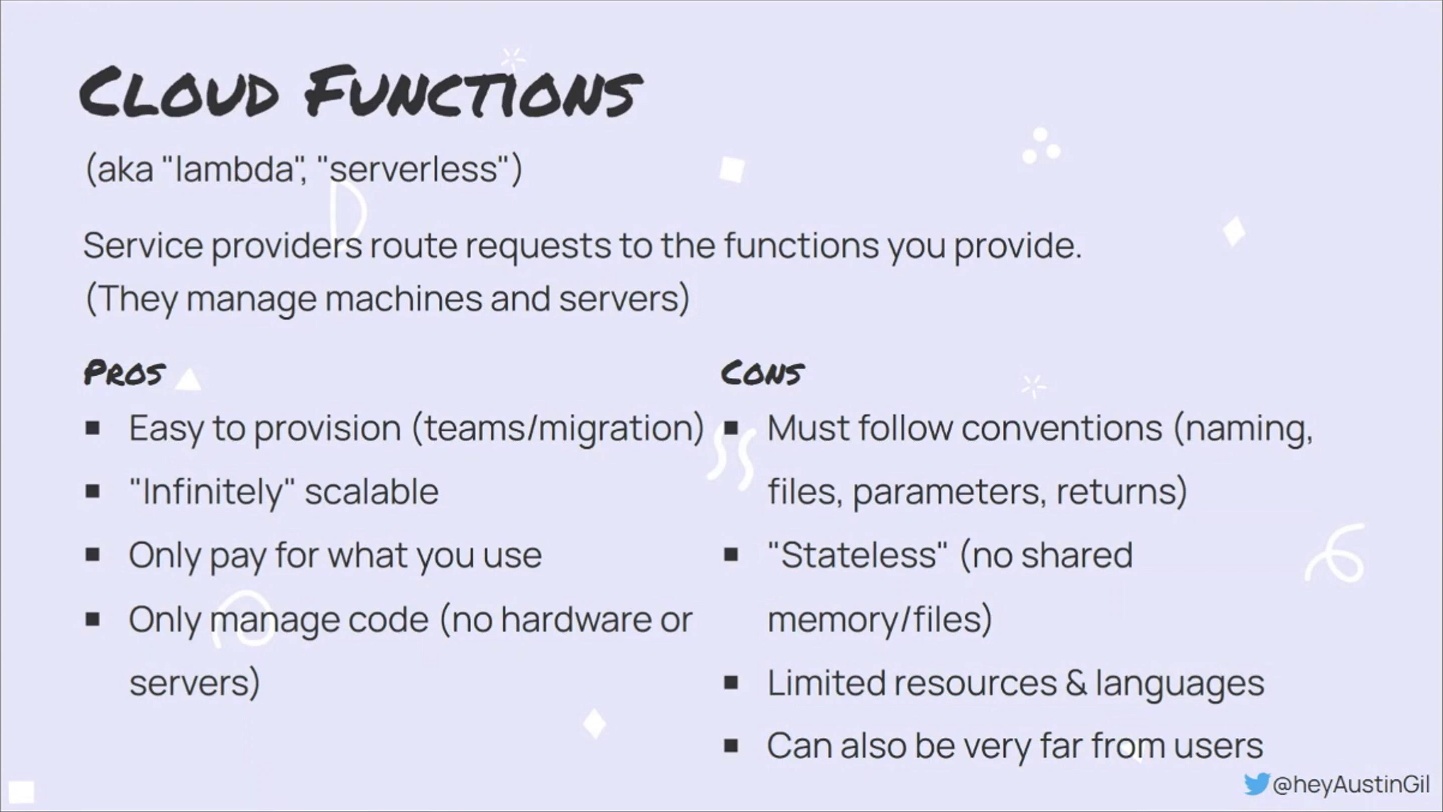 Cloud Functions
(aka "lambda", "serverless")
Service providers route requests to the functions you provide.
(They manage machines and servers)
Pros
▪ Easy to provision (teams/migration)
▪ "Infinitely" scalable
▪ Only pay for what you use
▪ Only manage code (no hardware or
servers)
Cons
▪ Must follow conventions (naming,
files, parameters, returns)
▪ "Stateless" (no shared
memory/files)
▪ Limited resources & languages
▪ Can also be very far from users
@heyAustinGil